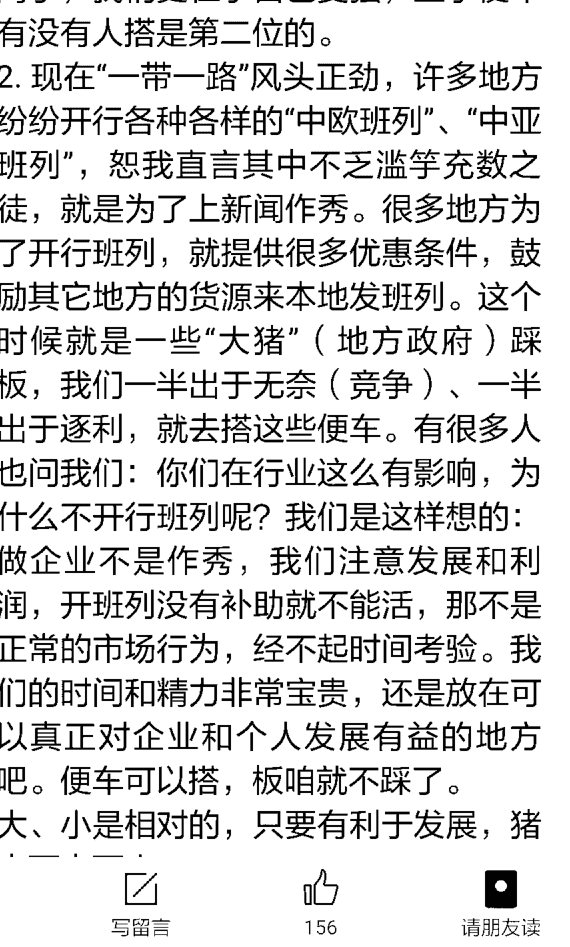 有没有人搭是第二位的。
2. 现在“一带一路”风头正劲，许多地方
纷纷开行各种各样的“中欧班列”、“中亚
班列”，恕我直言其中不乏滥竽充数之
徒，就是为了上新闻作秀。很多地方为
了开行班列，就提供很多优惠条件，鼓
励其它地方的货源来本地发班列。这个
时候就是一些“大猪”（地方政府）踩
板，我们一半出于无奈（竞争）、一半
出于逐利，就去搭这些便车。有很多人
也问我们：你们在行业这么有影响，为
什么不开行班列呢？我们是这样想的：
做企业不是作秀，我们注意发展和利
润，开班列没有补助就不能活，那不是
正常的市场行为，经不起时间考验。我
们的时间和精力非常宝贵，还是放在可
以真正对企业和个人发展有益的地方
吧。便车可以搭，板咱就不踩了。
大、小是相对的，只要有利于发展，猪
写留言
156
请朋友读